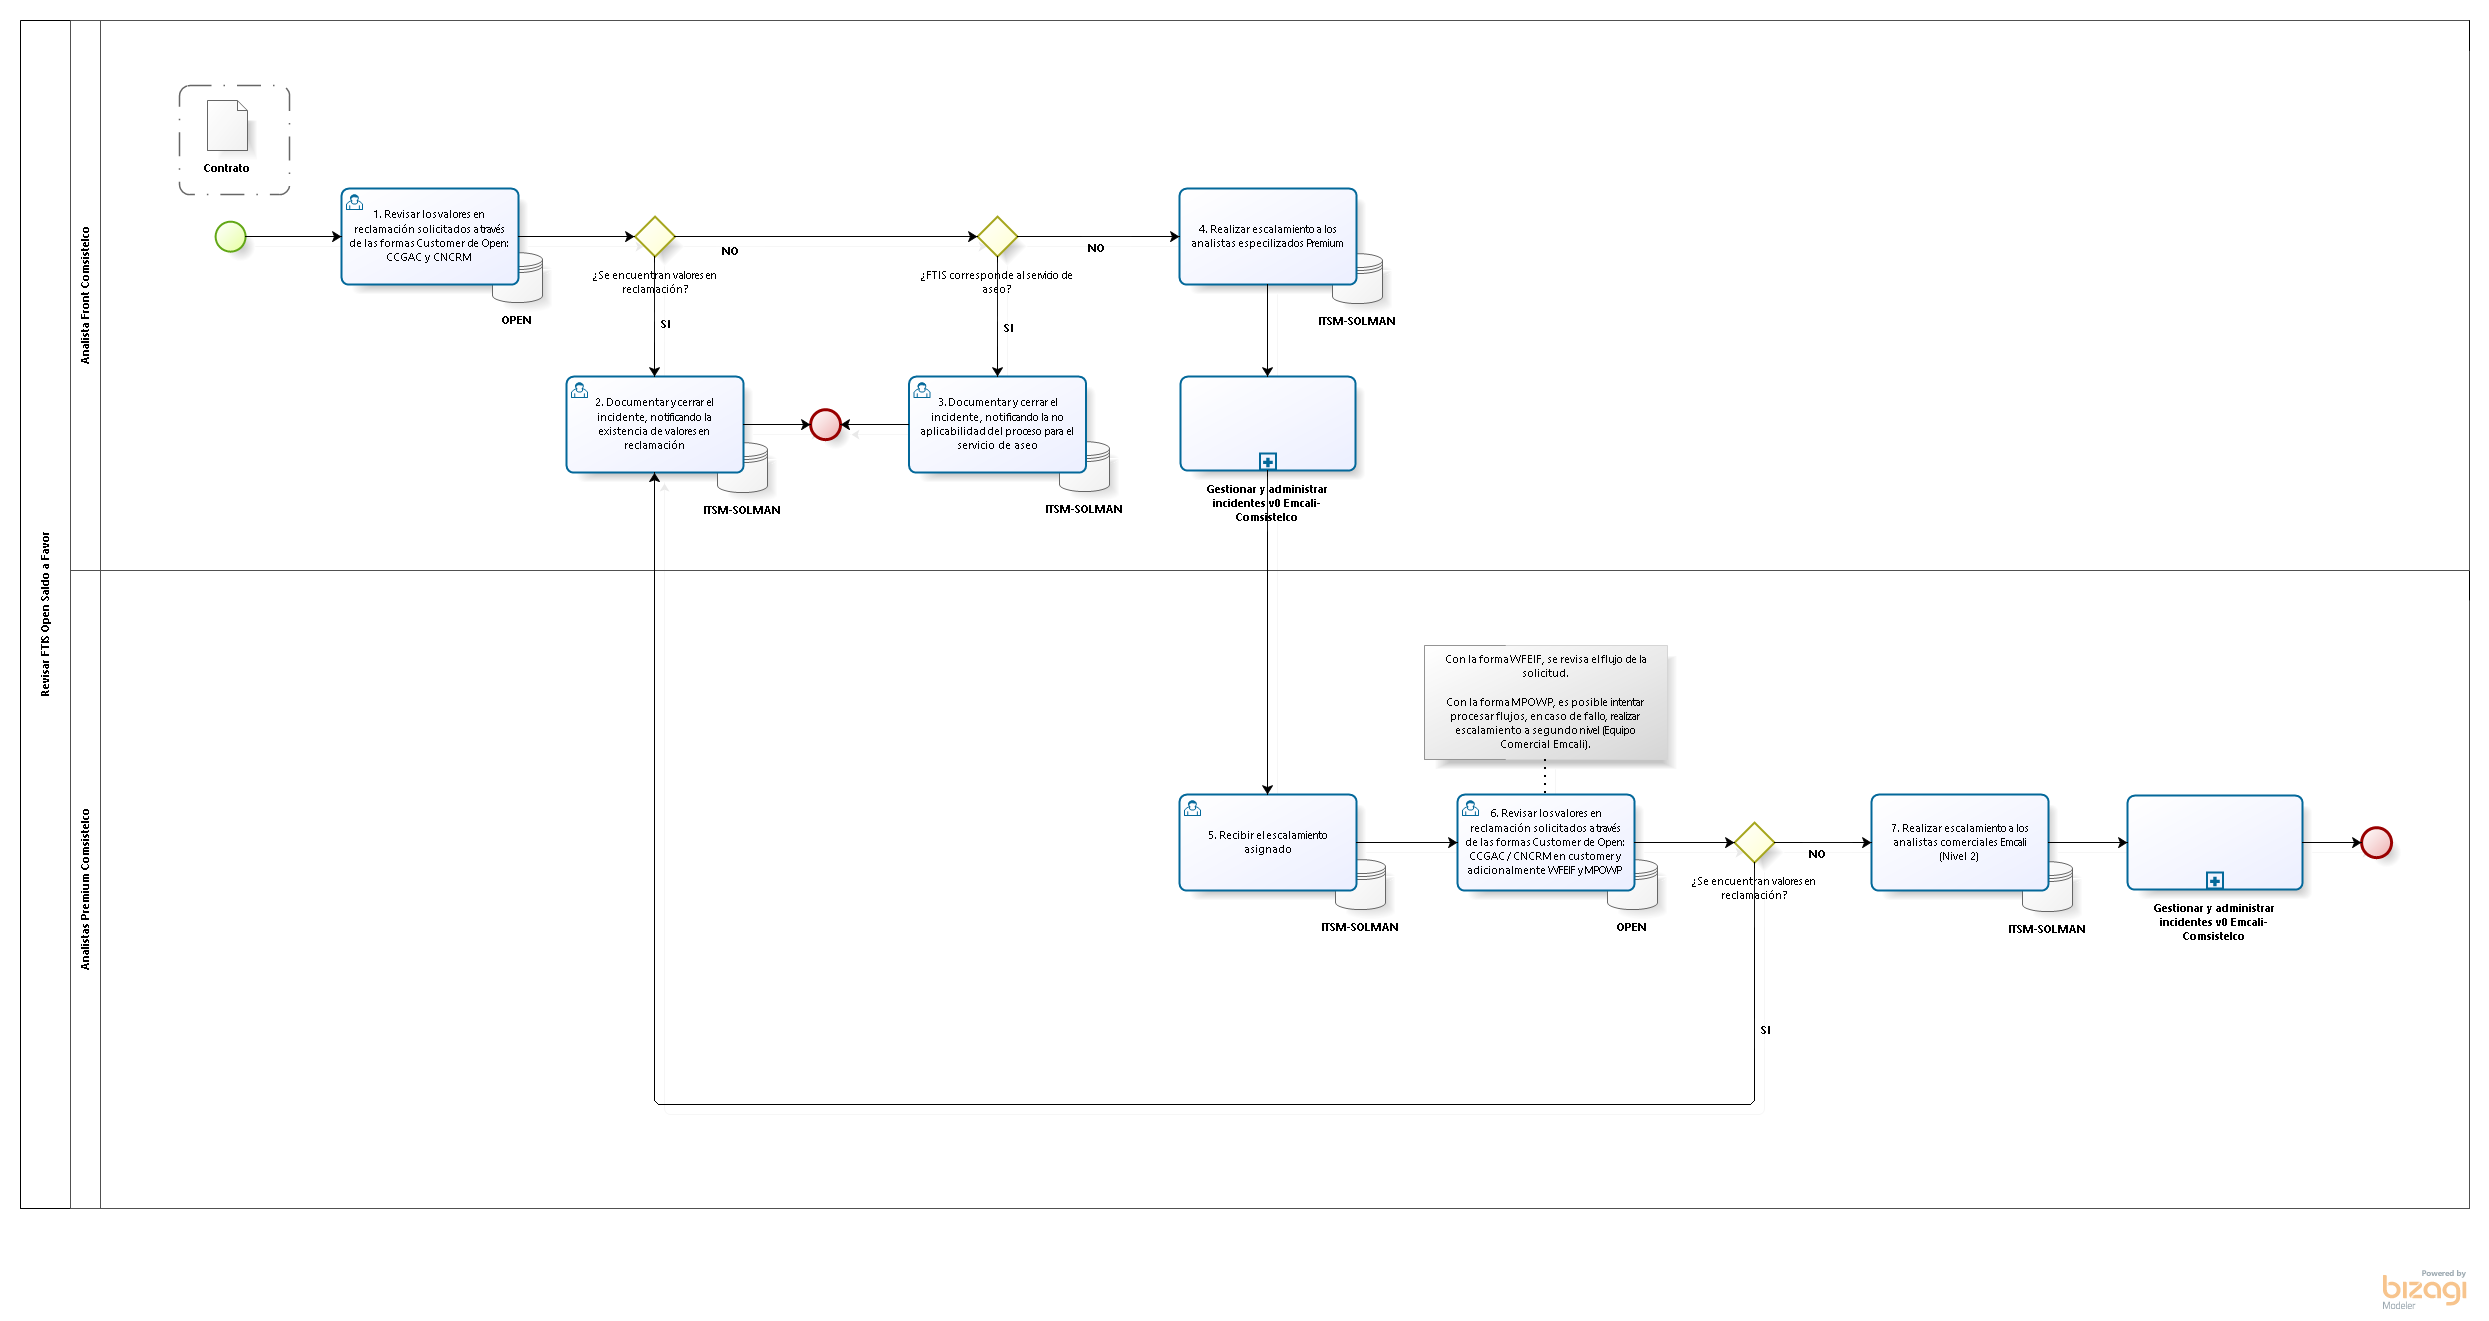 Revisar FTIS Open Saldo a Favor
Analista Front Comsistelco
Contrato
1. Revisar los valores en
reclamación solicitados a través
de las formas Customer de Open:
CCGAC y CNCRM
OPEN
¿Se encuentran valores en
reclamación?
NO
SI
¿FTIS corresponde al servicio de
aseo?
NO
SI
4. Realizar escalamiento a los
analistas especilizados Premium
ITSM-SOLMAN
2. Documentar y cerrar el
incidente, notificando la
existencia de valores en
reclamación
ITSM-SOLMAN
3. Documentar y cerrar el
incidente, notificando la no
aplicabilidad del proceso para el
servicio de aseo
ITSM-SOLMAN
Gestionar y administrar
incidentes v0 Emcali-
Comsistelco
Analistas Premium Comsistelco
Con la forma WFEIF, se revisa el flujo de la
solicitud.
Con la forma MPOWP, es posible intentar
procesar flujos, en caso de fallo, realizar
escalamiento a segundo nivel (Equipo
Comercial Emcali).
5. Recibir el escalamiento
asignado
ITSM-SOLMAN
6. Revisar los valores en
reclamación solicitados a través
de las formas Customer de Open:
CCGAC / CNCRM en customer y
adicionalmente WFEIF y MPOWP
OPEN
¿Se encuentran valores en
reclamación?
NO
SI
7. Realizar escalamiento a los
analistas comerciales Emcali
(Nivel 2)
ITSM-SOLMAN
Gestionar y administrar
incidentes v0 Emcali-
Comsistelco
Powered by
bizagi
Modeler